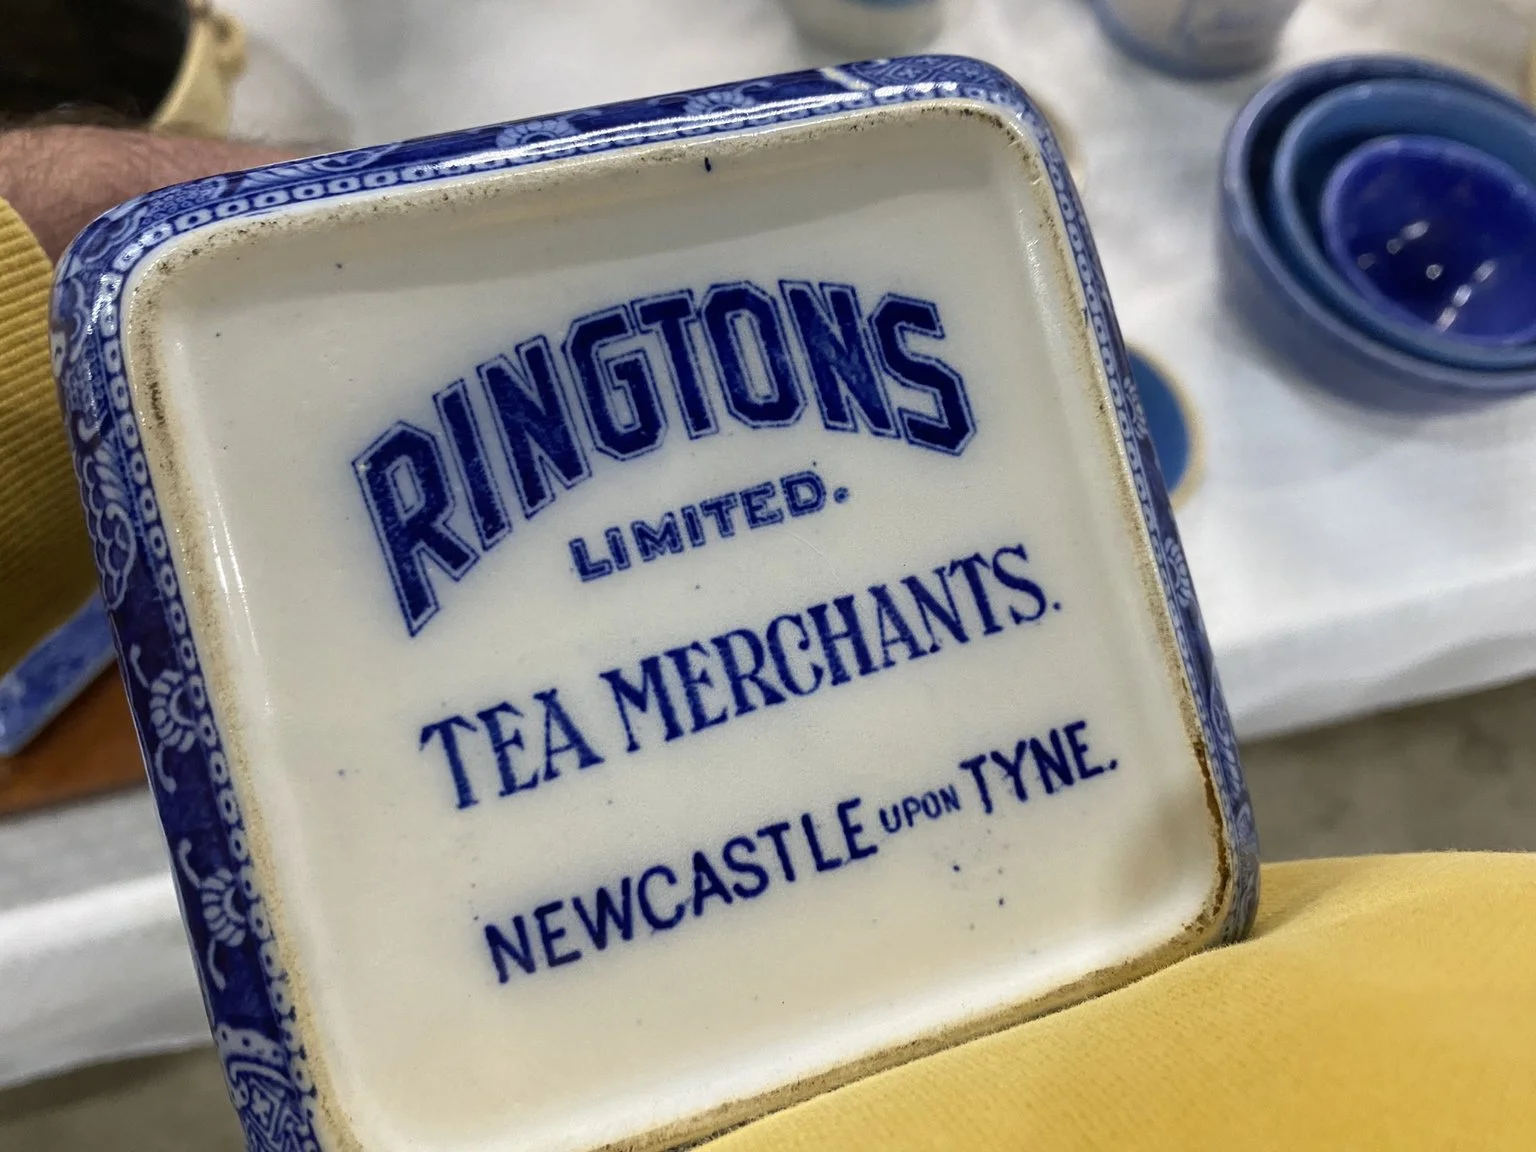 RINGTONS
LIMITED.
TEA MERCHANTS.
NEWCASTLE UPON TYNE.